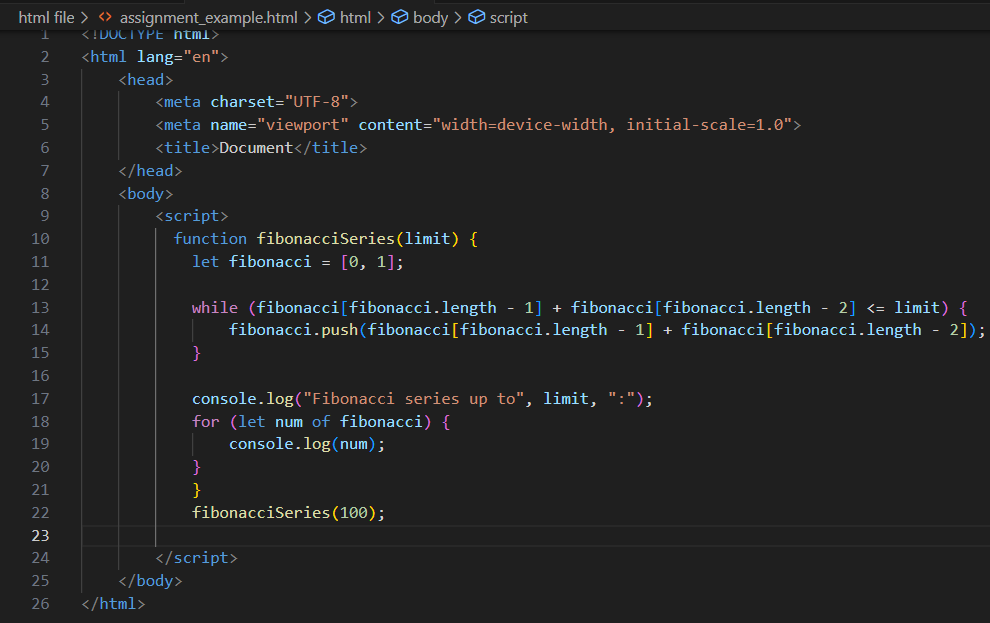 html file > <> assignment_example.html > html > body > script
1 <!DOCTYPE html>
2 <html lang="en">
3     <head>
4         <meta charset="UTF-8">
5         <meta name="viewport" content="width=device-width, initial-scale=1.0">
6         <title>Document</title>
7     </head>
8     <body>
9         <script>
10           function fibonacciSeries(limit) {
11             let fibonacci = [0, 1];
12
13             while (fibonacci[fibonacci.length - 1] + fibonacci[fibonacci.length - 2] <= limit) {
14                 fibonacci.push(fibonacci[fibonacci.length - 1] + fibonacci[fibonacci.length - 2]);
15             }
16
17             console.log("Fibonacci series up to", limit, ":");
18             for (let num of fibonacci) {
19                 console.log(num);
20             }
21             }
22             fibonacciSeries(100);
23
24         </script>
25     </body>
26 </html>